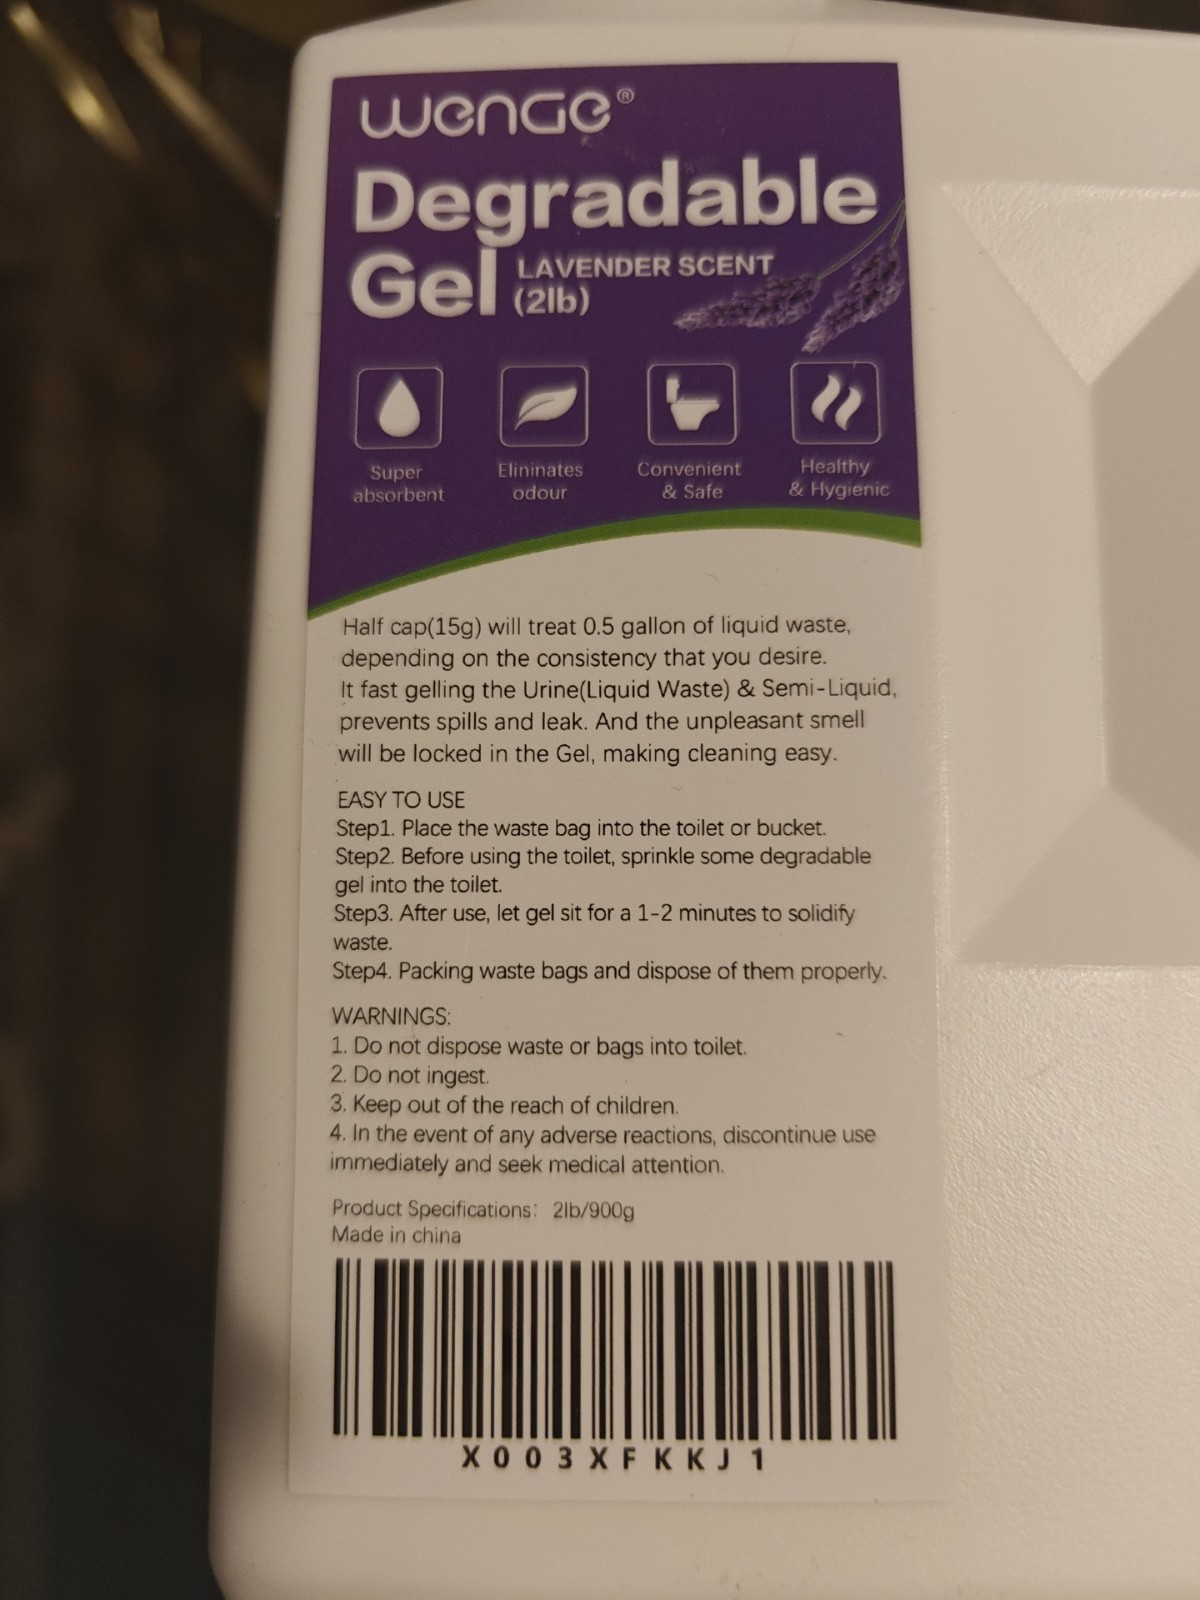 wenGe®
Degradable
Gel LAVENDER SCENT
(2lb)
Super
absorbent
Elininates
odour
Convenient
& Safe
Healthy
& Hygienic
Half cap(15g) will treat 0.5 gallon of liquid waste,
depending on the consistency that you desire.
It fast gelling the Urine(Liquid Waste) & Semi-Liquid,
prevents spills and leak. And the unpleasant smell
will be locked in the Gel, making cleaning easy.
EASY TO USE
Step1. Place the waste bag into the toilet or bucket.
Step2. Before using the toilet, sprinkle some degradable
gel into the toilet.
Step3. After use, let gel sit for a 1-2 minutes to solidify
waste.
Step4. Packing waste bags and dispose of them properly.
WARNINGS:
1. Do not dispose waste or bags into toilet.
2. Do not ingest.
3. Keep out of the reach of children.
4. In the event of any adverse reactions, discontinue use
immediately and seek medical attention.
Product Specifications: 2lb/900g
Made in china
X003XFKKJ1